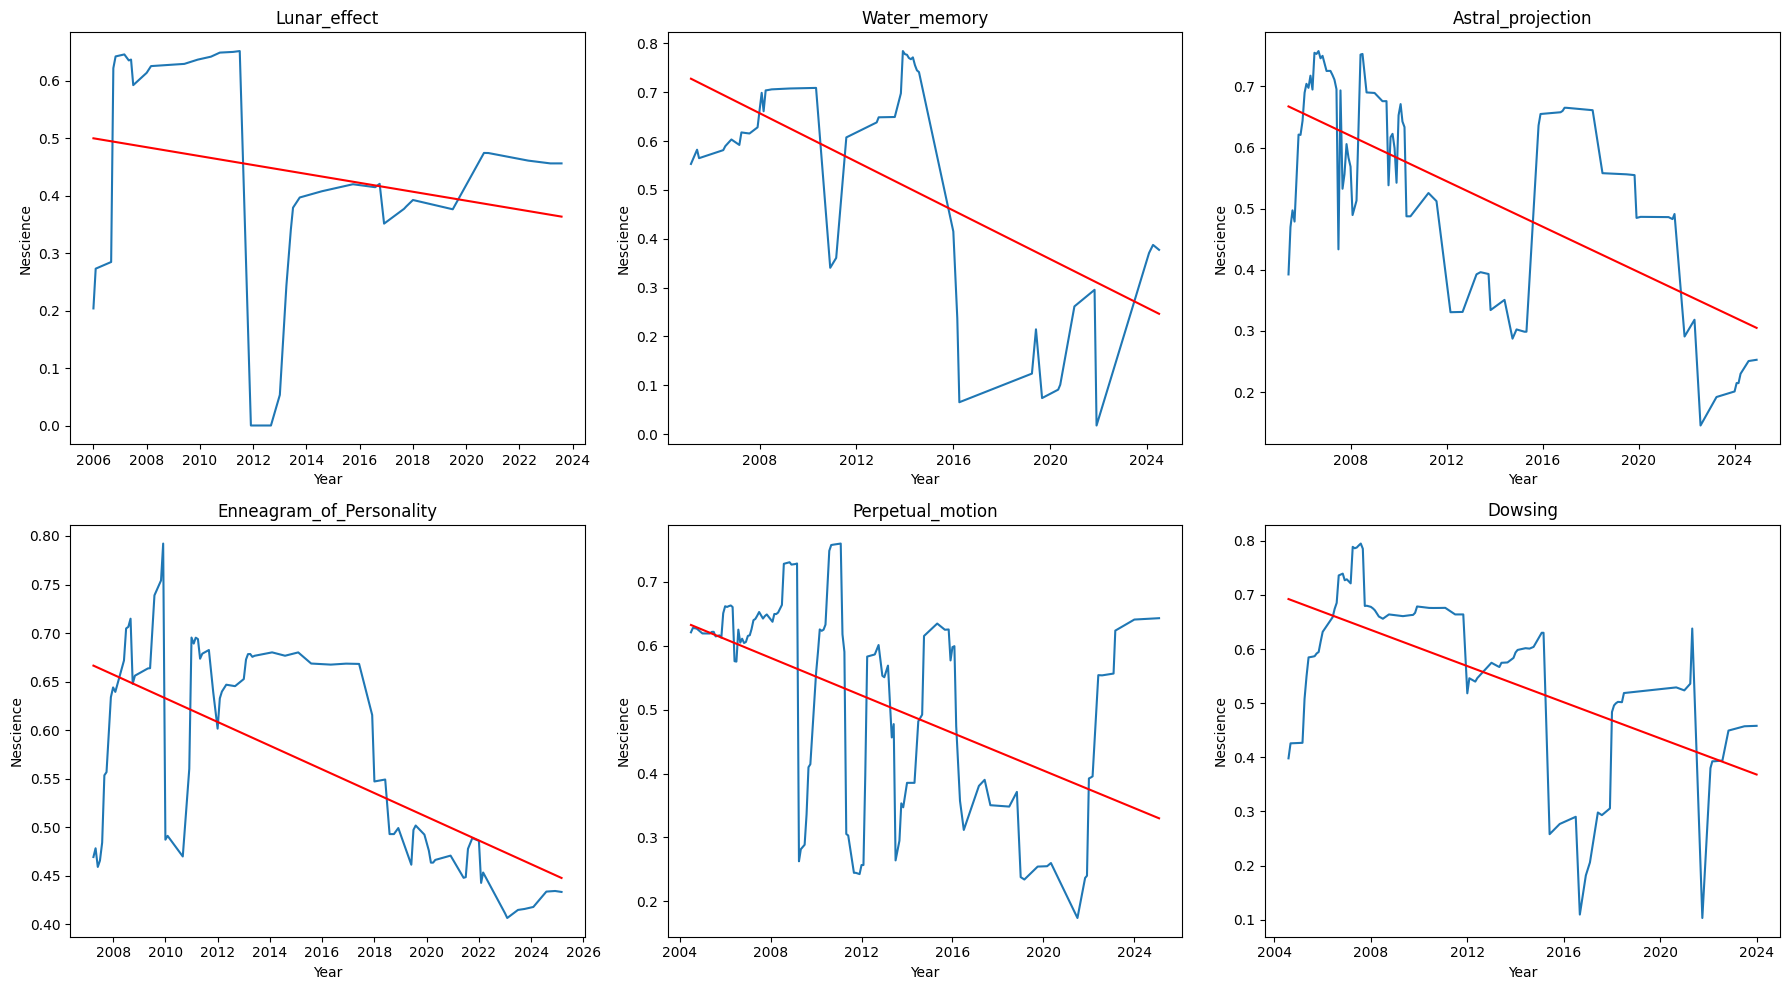 Lunar_effect
Nescience
0.6
0.5
0.4
0.3
0.2
0.1
0.0
2006 2008 2010 2012 2014 2016 2018 2020 2022 2024
Year
Water_memory
Nescience
0.8
0.7
0.6
0.5
0.4
0.3
0.2
0.1
0.0
2008 2012 2016 2020 2024
Year
Astral_projection
Nescience
0.7
0.6
0.5
0.4
0.3
0.2
2008 2012 2016 2020 2024
Year
Enneagram_of_Personality
Nescience
0.80
0.75
0.70
0.65
0.60
0.55
0.50
0.45
0.40
2008 2010 2012 2014 2016 2018 2020 2022 2024 2026
Year
Perpetual_motion
Nescience
0.7
0.6
0.5
0.4
0.3
0.2
2004 2008 2012 2016 2020 2024
Year
Dowsing
Nescience
0.8
0.7
0.6
0.5
0.4
0.3
0.2
0.1
2004 2008 2012 2016 2020 2024
Year